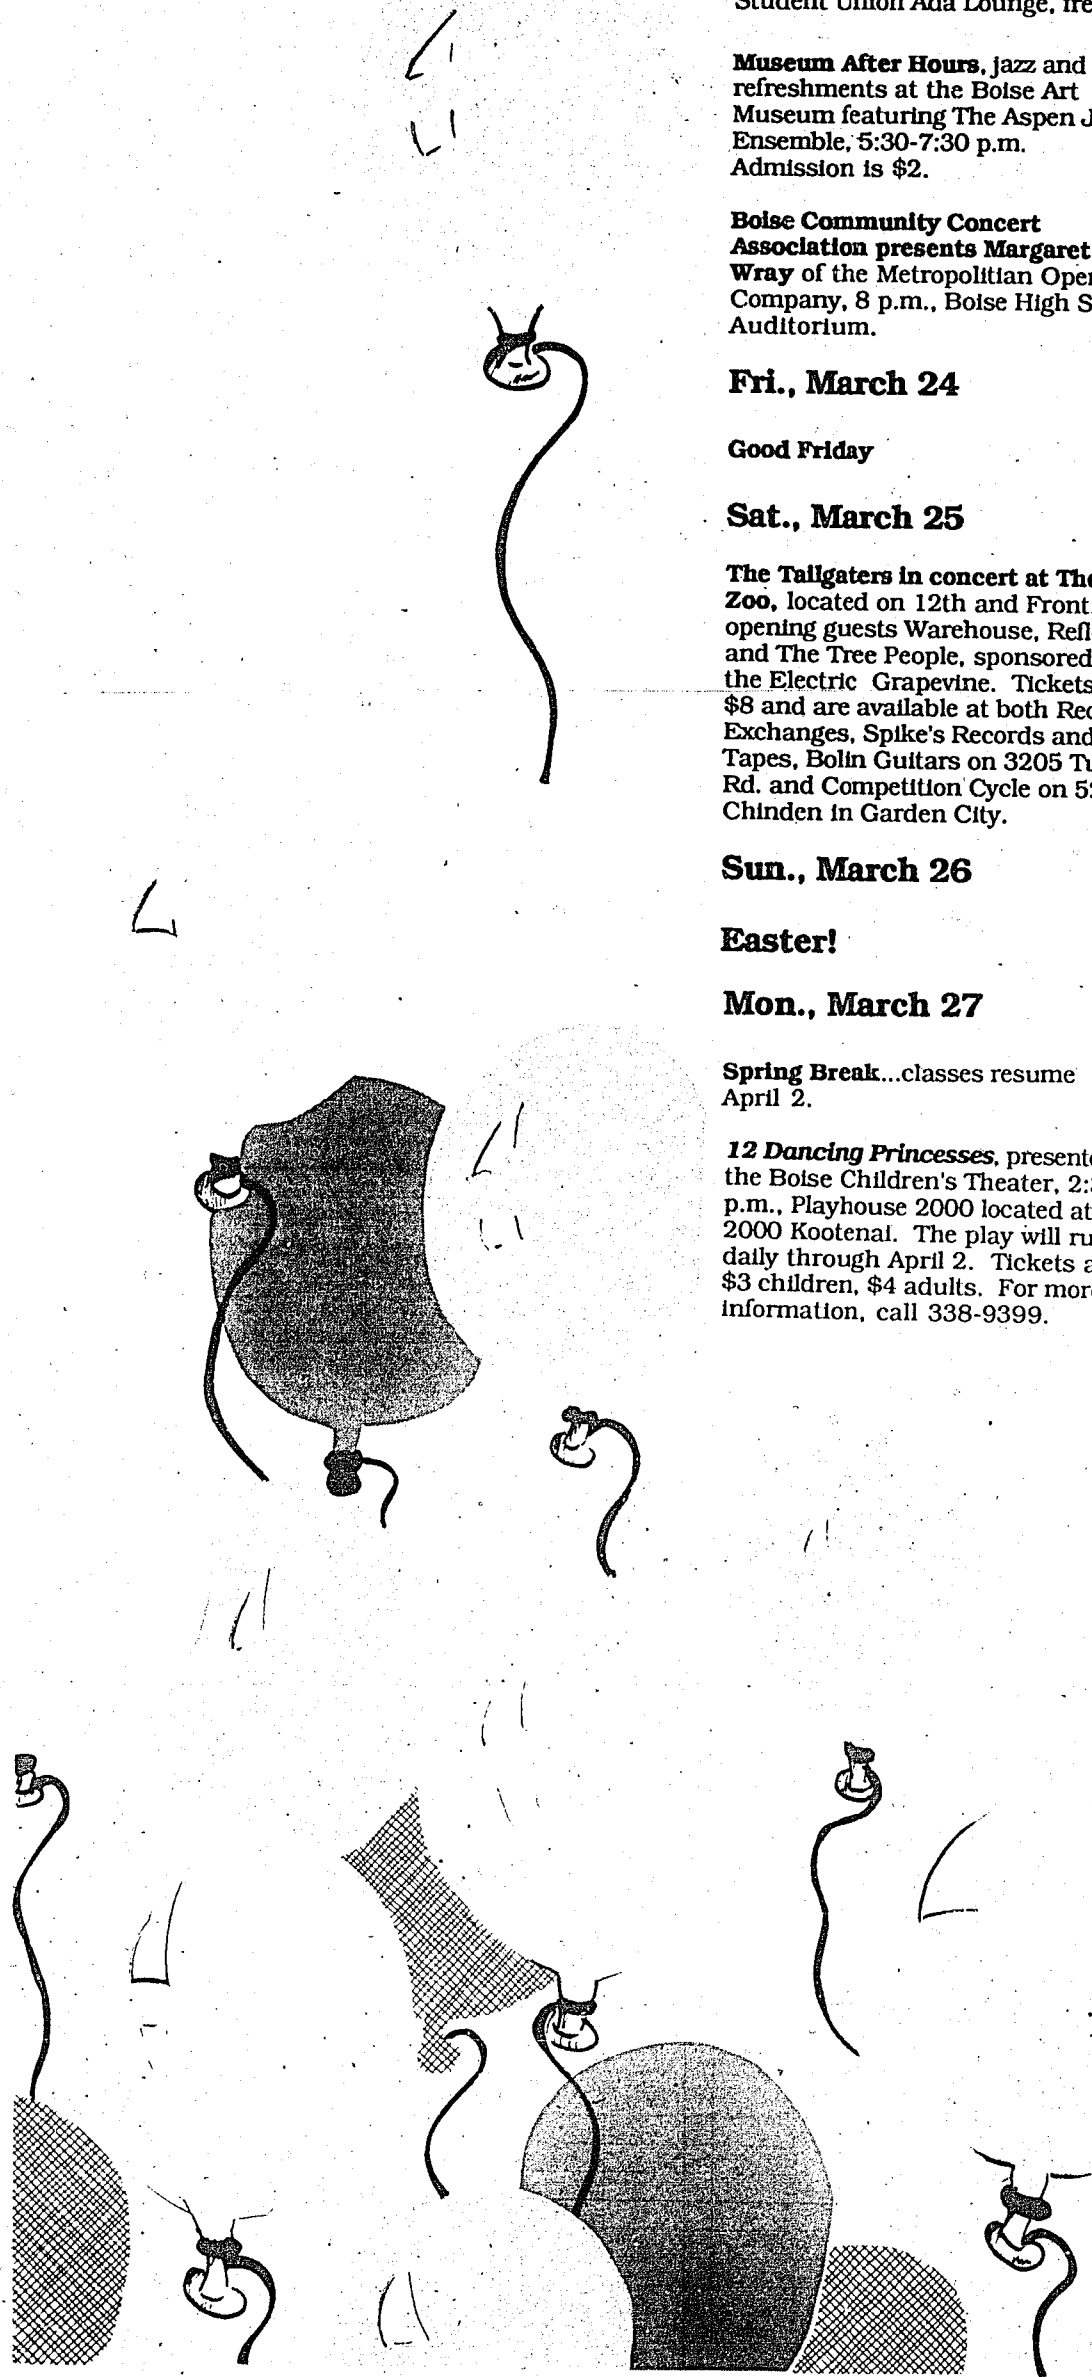 Student Union Ada Lounge, fre
Museum After Hours, jazz and
refreshments at the Boise Art
Museum featuring The Aspen J
Ensemble, 5:30-7:30 p.m.
Admission is $2.
Boise Community Concert
Association presents Margaret
Wray of the Metropolitian Oper
Company, 8 p.m., Boise High S
Auditorium.
Fri., March 24
Good Friday
Sat., March 25
The Tailgaters in concert at The
Zoo, located on 12th and Front.
opening guests Warehouse, Refl
and The Tree People, sponsored
the Electric Grapevine. Tickets
$8 and are available at both Rec
Exchanges, Spike's Records and
Tapes, Bolin Guitars on 3205 Tu
Rd. and Competition Cycle on 5
Chinden in Garden City.
Sun., March 26
Easter!
Mon., March 27
Spring Break...classes resume
April 2.
12 Dancing Princesses, presente
the Boise Children's Theater, 2:
p.m., Playhouse 2000 located at
2000 Kootenai. The play will ru
daily through April 2. Tickets a
$3 children, $4 adults. For more
information, call 338-9399.